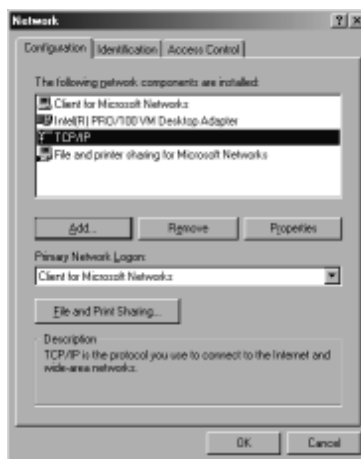 Network
Configuration Identification Access Control
The following network components are installed:
Client for Microsoft Networks
Intel(R) PRO/100 VM Desktop Adapter
TCP/IP
File and printer sharing for Microsoft Networks
Add... Remove Properties
Primary Network Logon:
Client for Microsoft Networks
File and Print Sharing...
Description
TCP/IP is the protocol you use to connect to the Internet and
wide-area networks.
OK Cancel